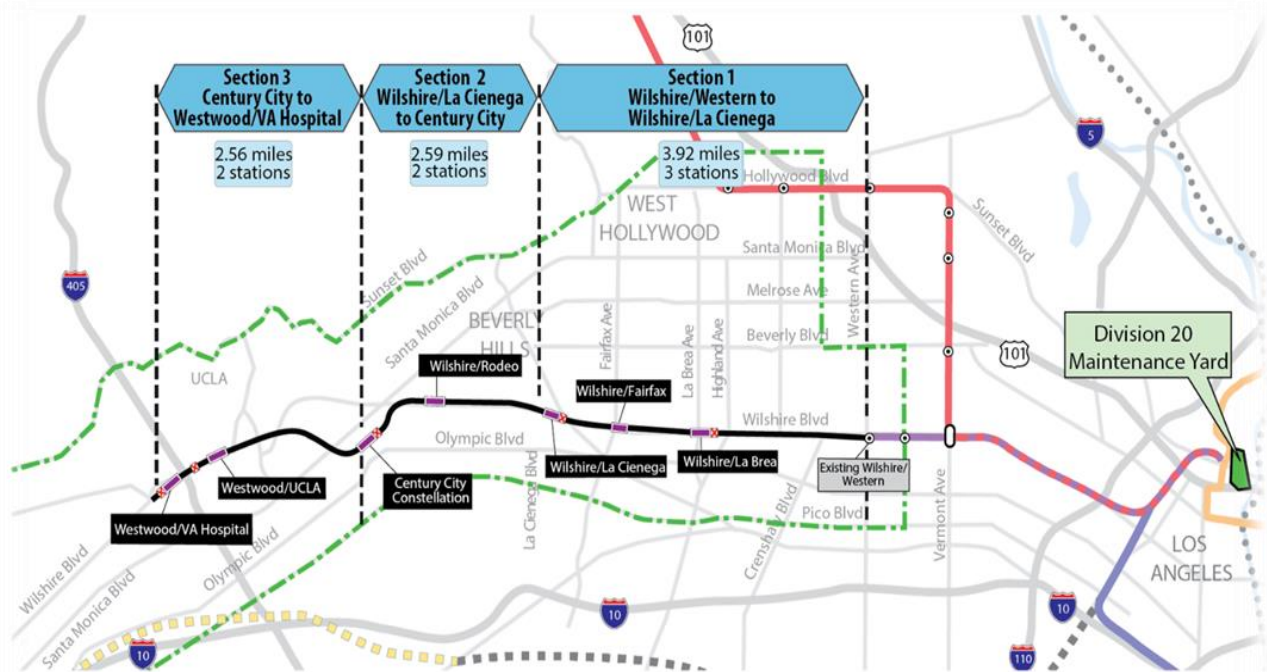 101
Section 3
Century City to
Westwood/VA Hospital
Section 2
Wilshire/La Cienega
to Century City
Section 1
Wilshire/Western to
Wilshire/La Cienega
2.56 miles
2 stations
2.59 miles
2 stations
3.92 miles
3 stations
5
Hollywood Blvd
WEST
HOLLYWOOD
Sunset Blvd
Santa Monica Blvd
Western Ave
405
Sunset Blvd
Santa Monica Blvd
Melrose Ave
BEVERLY
HILLS
Fairfax Ave
La Brea Ave
Highland Ave
Beverly Blvd
101
Division 20
Maintenance Yard
UCLA
Wilshire/Rodeo
Wilshire/Fairfax
Wilshire Blvd
Olympic Blvd
Wilshire/La Cienega
Wilshire/La Brea
Existing Wilshire/
Western
Westwood/UCLA
Century City
Constellation
La Cienega Blvd
Crenshaw Blvd
Pico Blvd
Vermont Ave
Westwood/VA Hospital
LOS
ANGELES
Wilshire Blvd
Santa Monica Blvd
Olympic Blvd
10
10
10
110